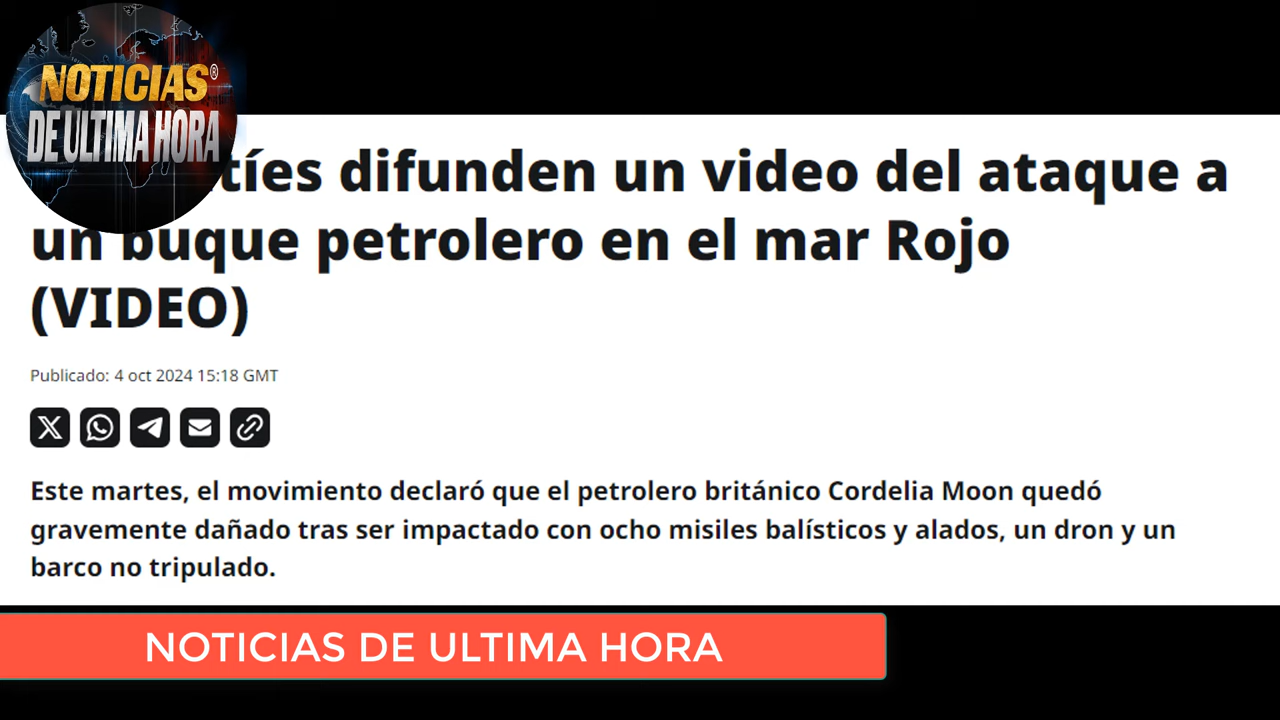 NOTICIAS®
DE ULTIMA HORA
difunden un video del ataque a
un buque petrolero en el mar Rojo
(VIDEO)
Publicado: 4 oct 2024 15:18 GMT
Este martes, el movimiento declaró que el petrolero británico Cordelia Moon quedó
gravemente dañado tras ser impactado con ocho misiles balísticos y alados, un dron y un
barco no tripulado.
NOTICIAS DE ULTIMA HORA